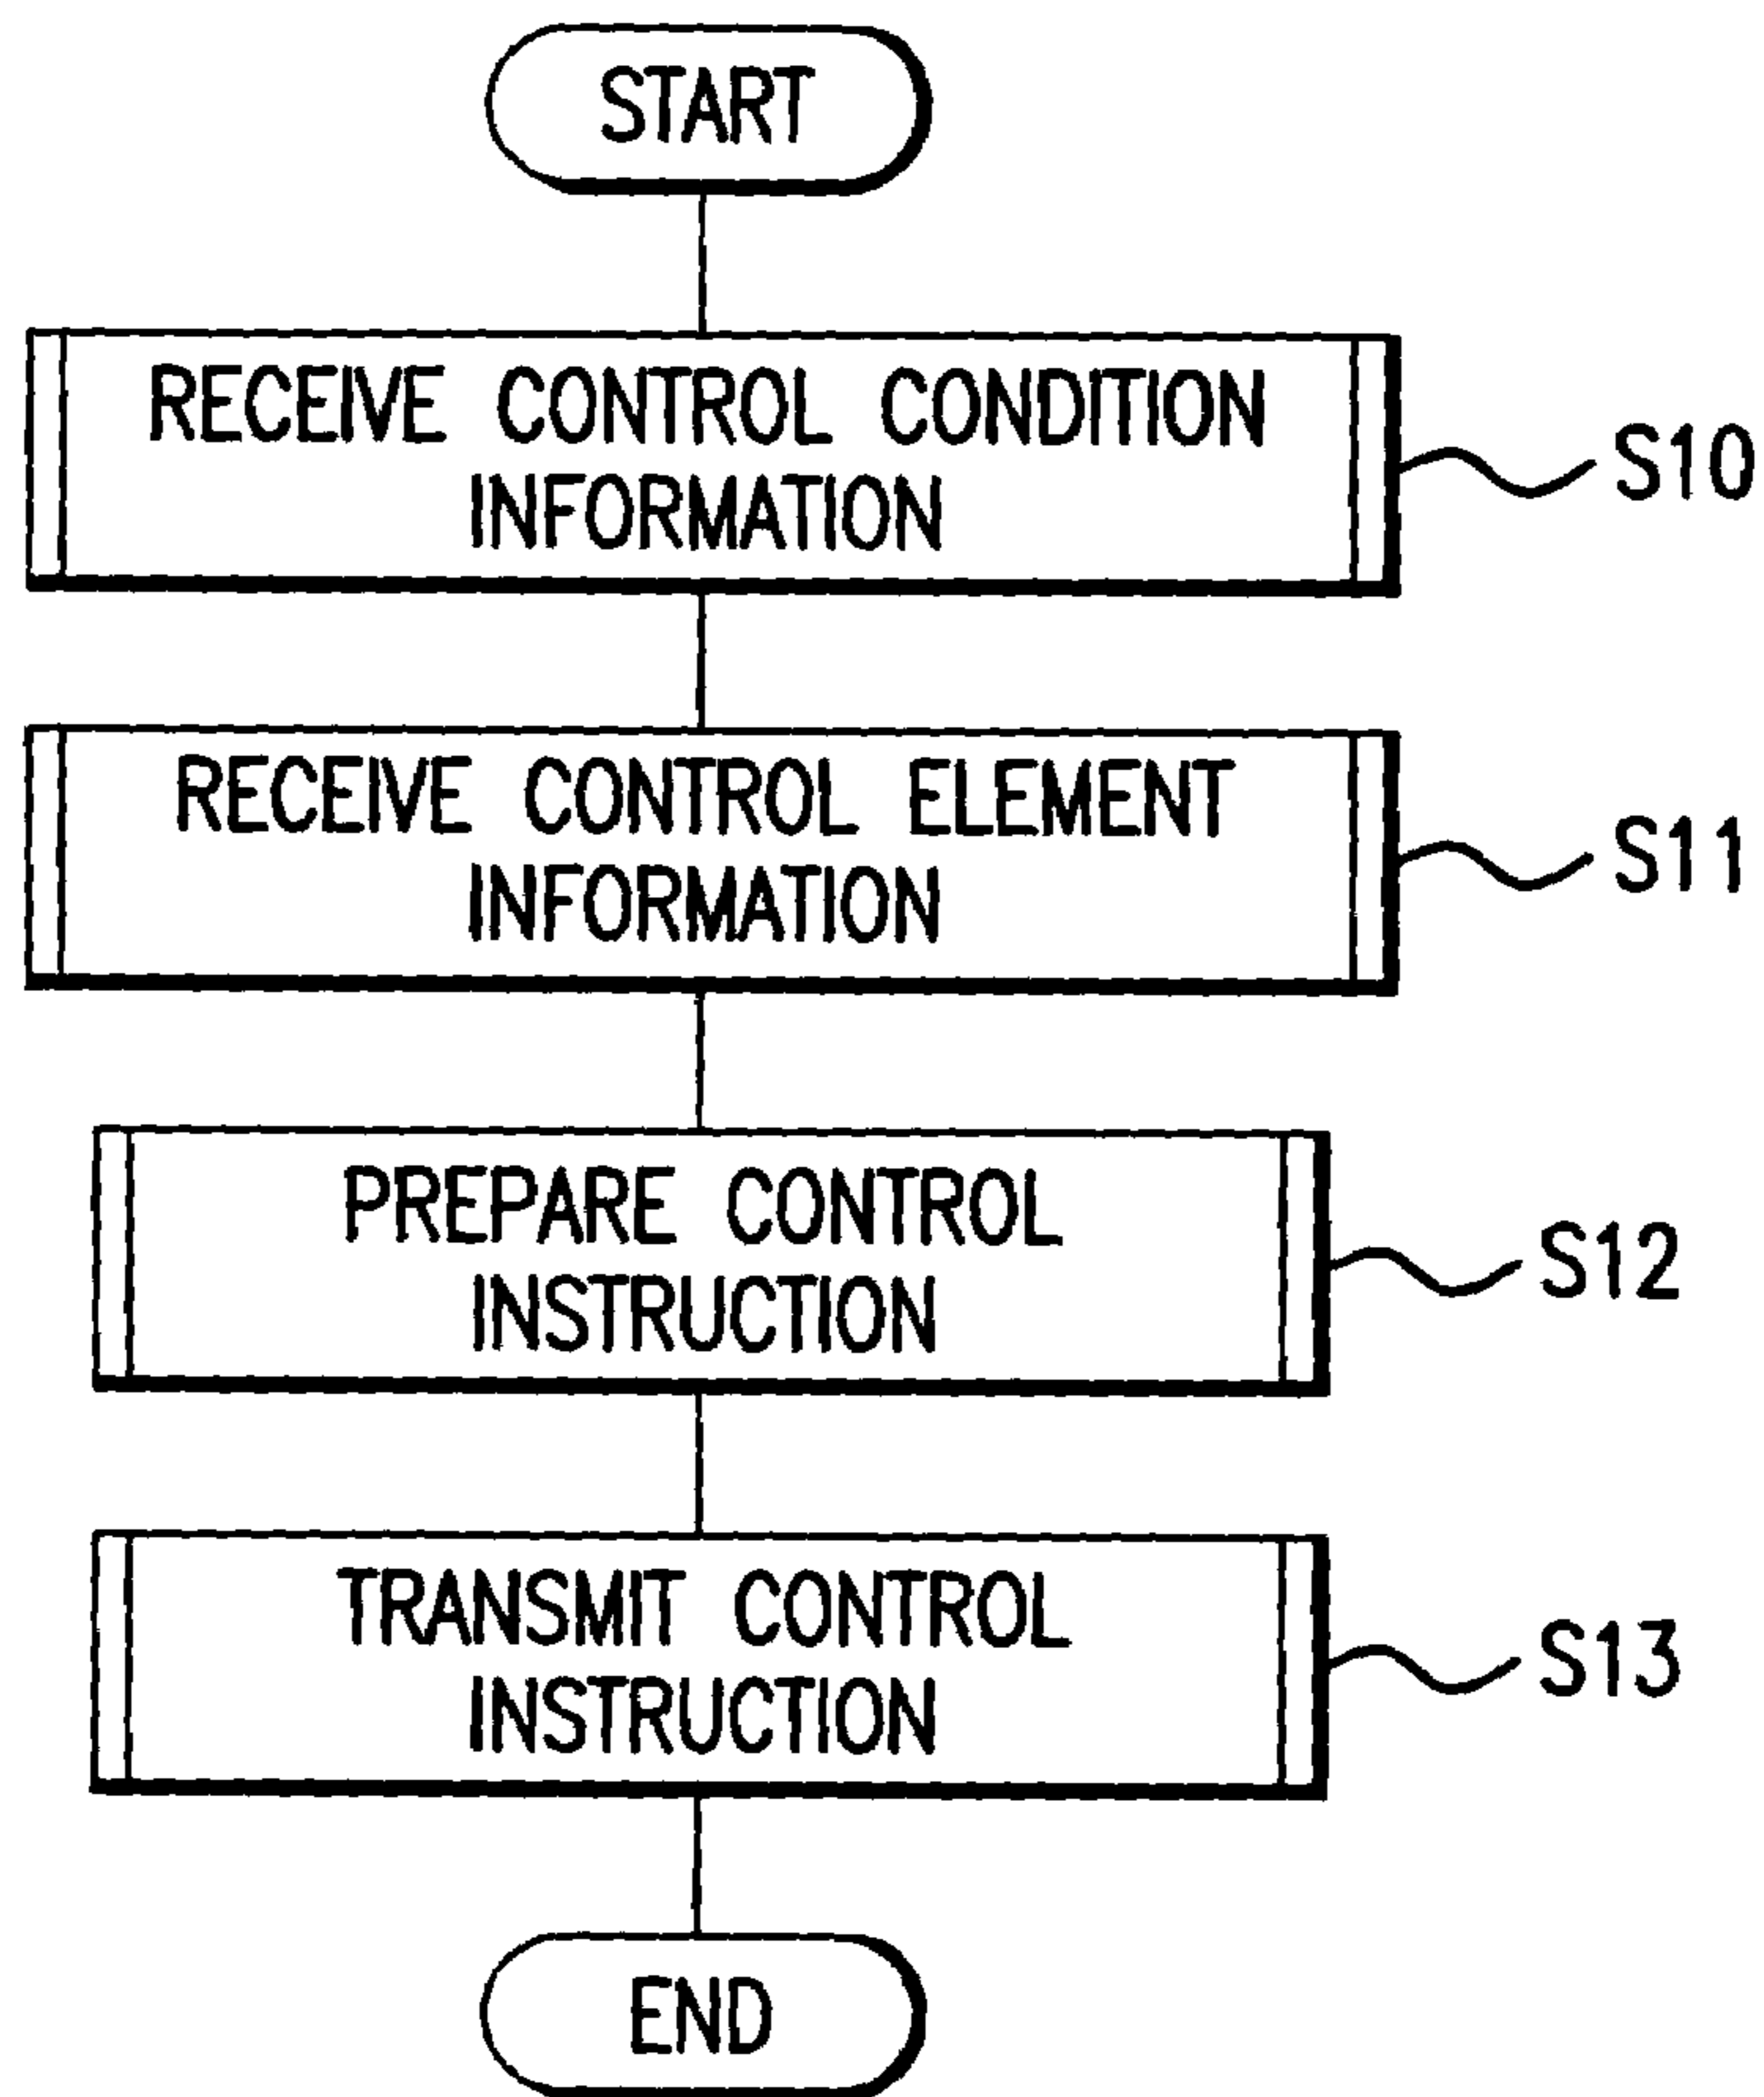 START
RECEIVE CONTROL CONDITION
INFORMATION
S10
RECEIVE CONTROL ELEMENT
INFORMATION
S11
PREPARE CONTROL
INSTRUCTION
S12
TRANSMIT CONTROL
INSTRUCTION
S13
END